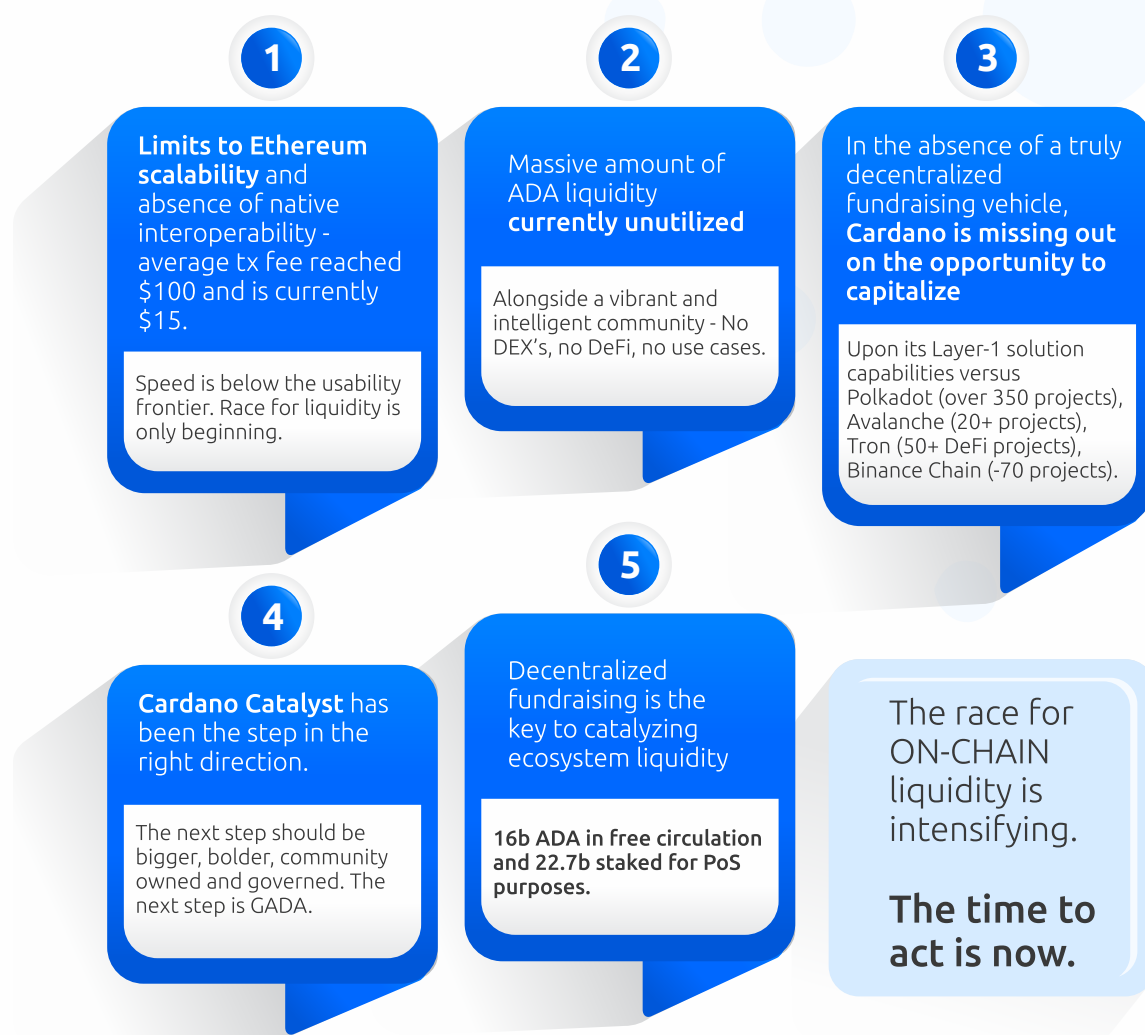 1
Limits to Ethereum
scalability and
absence of native
interoperability -
average tx fee reached
$100 and is currently
$15.
Speed is below the usability
frontier. Race for liquidity is
only beginning.
2
Massive amount of
ADA liquidity
currently unutilized
Alongside a vibrant and
intelligent community - No
DEX's, no DeFi, no use cases.
3
In the absence of a truly
decentralized
fundraising vehicle,
Cardano is missing out
on the opportunity to
capitalize
Upon its Layer-1 solution
capabilities versus
Polkadot (over 350 projects),
Avalanche (20+ projects),
Tron (50+ DeFi projects),
Binance Chain (-70 projects).
4
Cardano Catalyst has
been the step in the
right direction.
The next step should be
bigger, bolder, community
owned and governed. The
next step is GADA.
5
Decentralized
fundraising is the
key to catalyzing
ecosystem liquidity
16b ADA in free circulation
and 22.7b staked for PoS
purposes.
The race for
ON-CHAIN
liquidity is
intensifying.
The time to
act is now.